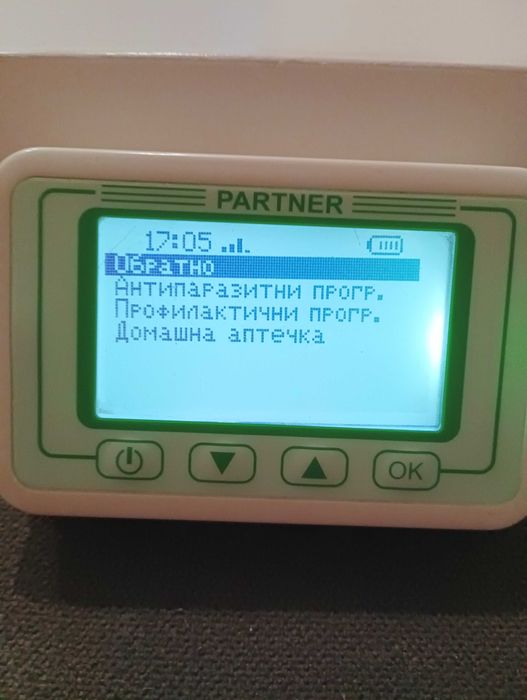 PARTNER
17:05
Обратно
Антипаразитни прогр.
Профилактични прогр.
Домашна аптечка
OK